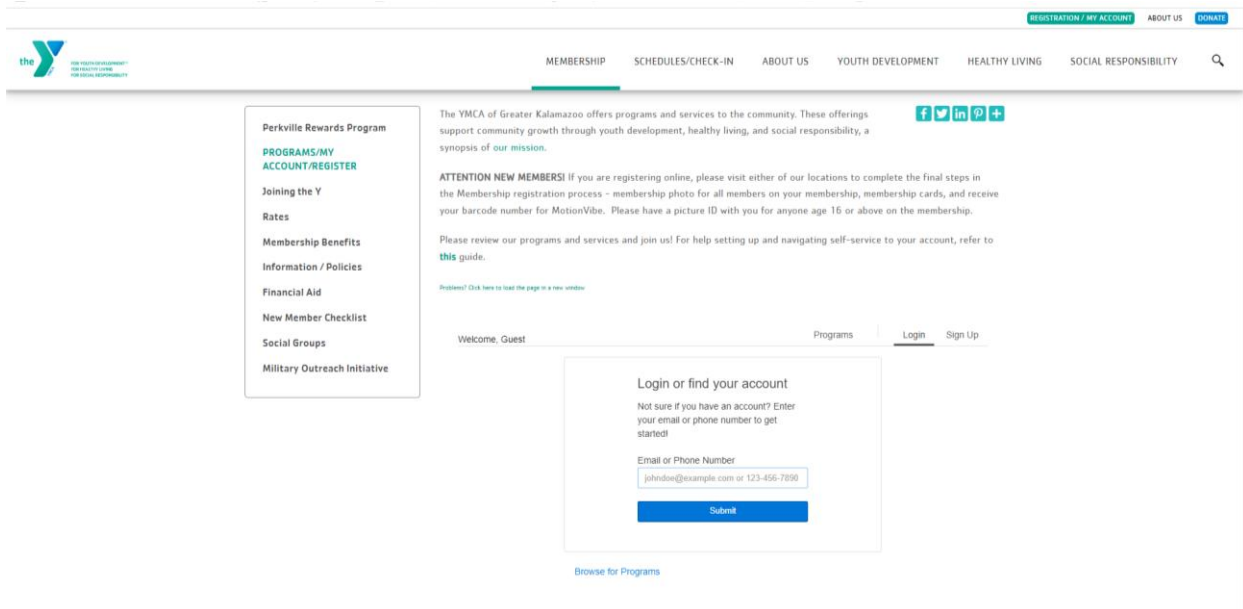 REGISTRATION / MY ACCOUNT ABOUT US DONATE
the Y FOR YOUTH DEVELOPMENT®
FOR HEALTHY LIVING
FOR SOCIAL RESPONSIBILITY
MEMBERSHIP SCHEDULES/CHECK-IN ABOUT US YOUTH DEVELOPMENT HEALTHY LIVING SOCIAL RESPONSIBILITY
Perkville Rewards Program
PROGRAMS/MY
ACCOUNT/REGISTER
Joining the Y
Rates
Membership Benefits
Information / Policies
Financial Aid
New Member Checklist
Social Groups
Military Outreach Initiative
The YMCA of Greater Kalamazoo offers programs and services to the community. These offerings
support community growth through youth development, healthy living, and social responsibility, a
synopsis of our mission.
ATTENTION NEW MEMBERS! If you are registering online, please visit either of our locations to complete the final steps in
the Membership registration process - membership photo for all members on your membership, membership cards, and receive
your barcode number for MotionVibe. Please have a picture ID with you for anyone age 16 or above on the membership.
Please review our programs and services and join us! For help setting up and navigating self-service to your account, refer to
this guide.
Problems? Click here to load the page in a new window
Welcome, Guest Programs Login Sign Up
Login or find your account
Not sure if you have an account? Enter
your email or phone number to get
started!
Email or Phone Number
johndoe@example.com or 123-456-7890
Submit
Browse for Programs